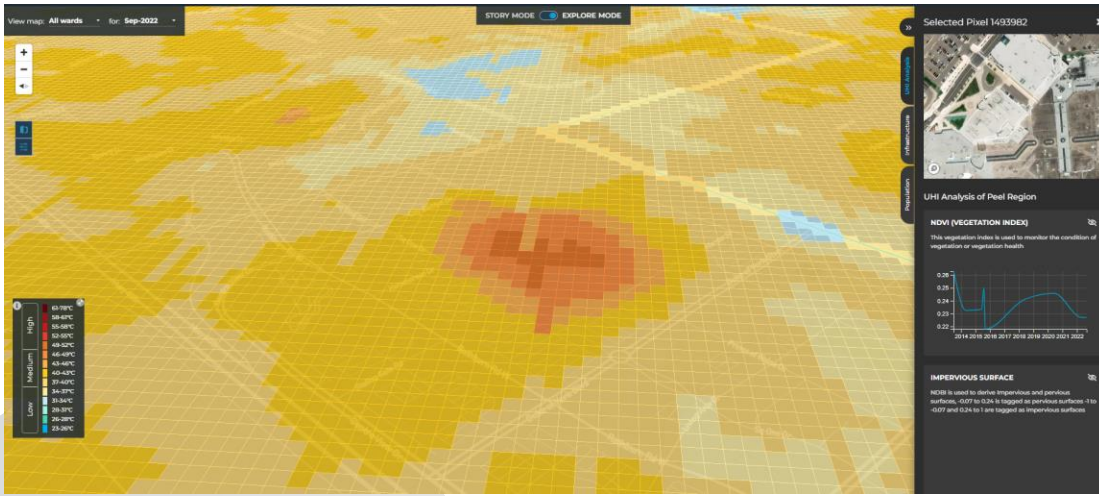 View map: All wards for: Sep-2022
STORY MODE EXPLORE MODE
Selected Pixel 1493982
UHI Analysis
Infrastructure
Population
High
Medium
Low
61-78°C
58-61°C
55-58°C
52-55°C
49-52°C
46-49°C
43-46°C
40-43°C
37-40°C
34-37°C
31-34°C
28-31°C
26-28°C
23-26°C
UHI Analysis of Peel Region
NDVI (VEGETATION INDEX)
This vegetation index is used to monitor the condition of
vegetation or vegetation health
0.26
0.25
0.24
0.23
0.22
2014 2015 2016 2017 2018 2019 2020 2021 2022
IMPERVIOUS SURFACE
NDBI is used to derive impervious and pervious
surfaces, -0.07 to 0.24 is tagged as pervious surfaces -1 to
-0.07 and 0.24 to 1 are tagged as impervious surfaces